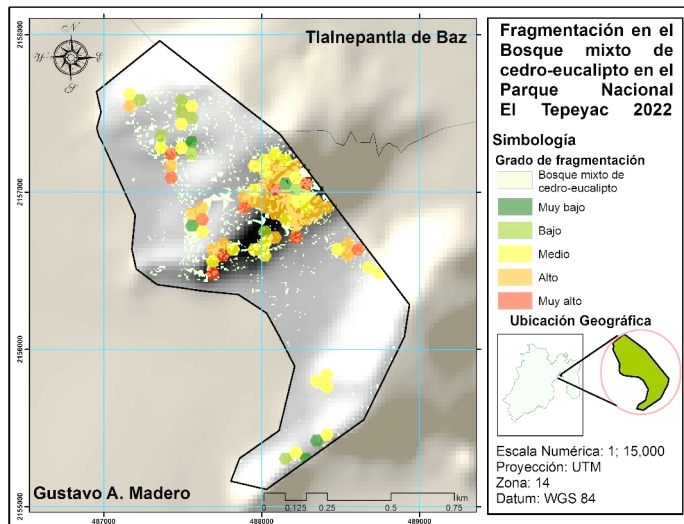 Tlalnepantla de Baz
Gustavo A. Madero
N
W
E
S
2158000
2157000
2156000
2155000
487000
488000
489000
0
0.125
0.25
0.5
0.75
km
Fragmentación en el
Bosque mixto de
cedro-eucalipto en el
Parque Nacional
El Tepeyac 2022
Simbología
Grado de fragmentación
Bosque mixto de
cedro-eucalipto
Muy bajo
Bajo
Medio
Alto
Muy alto
Ubicación Geográfica
Escala Numérica: 1; 15,000
Proyección: UTM
Zona: 14
Datum: WGS 84